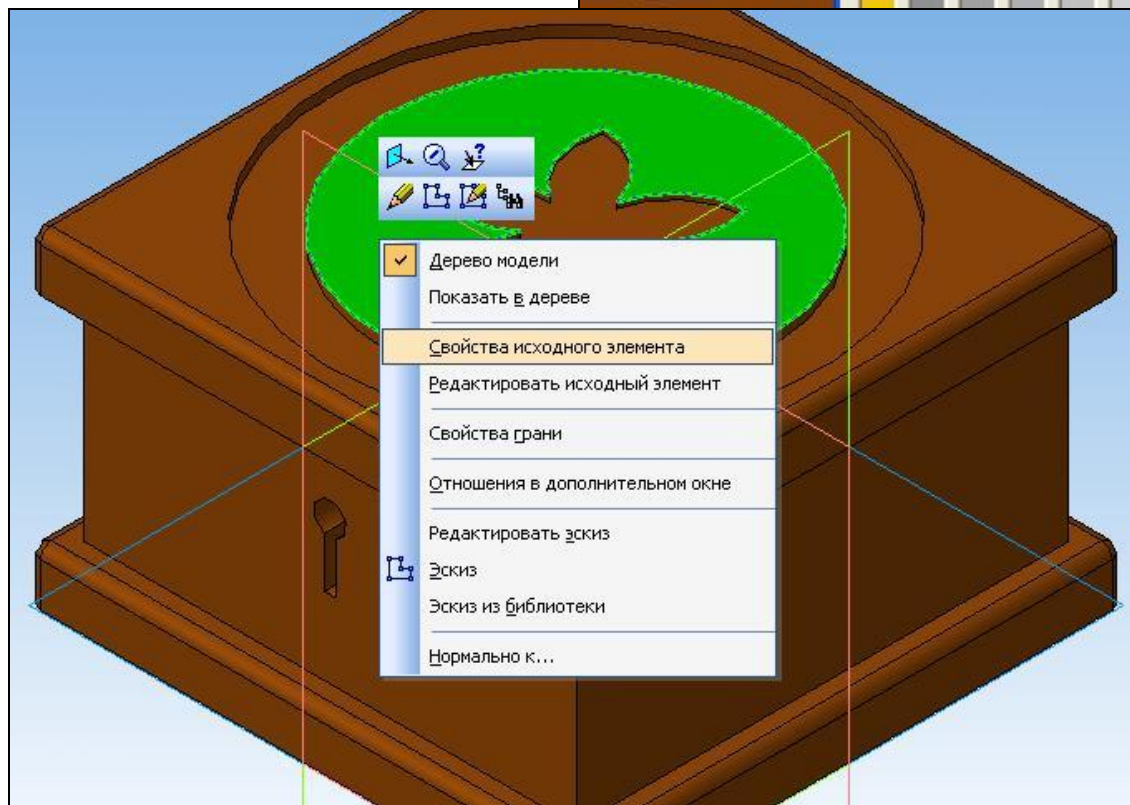 Дерево модели
Показать в дереве
Свойства исходного элемента
Редактировать исходный элемент
Свойства грани
Отношения в дополнительном окне
Редактировать эскиз
Эскиз
Эскиз из библиотеки
Нормально к...